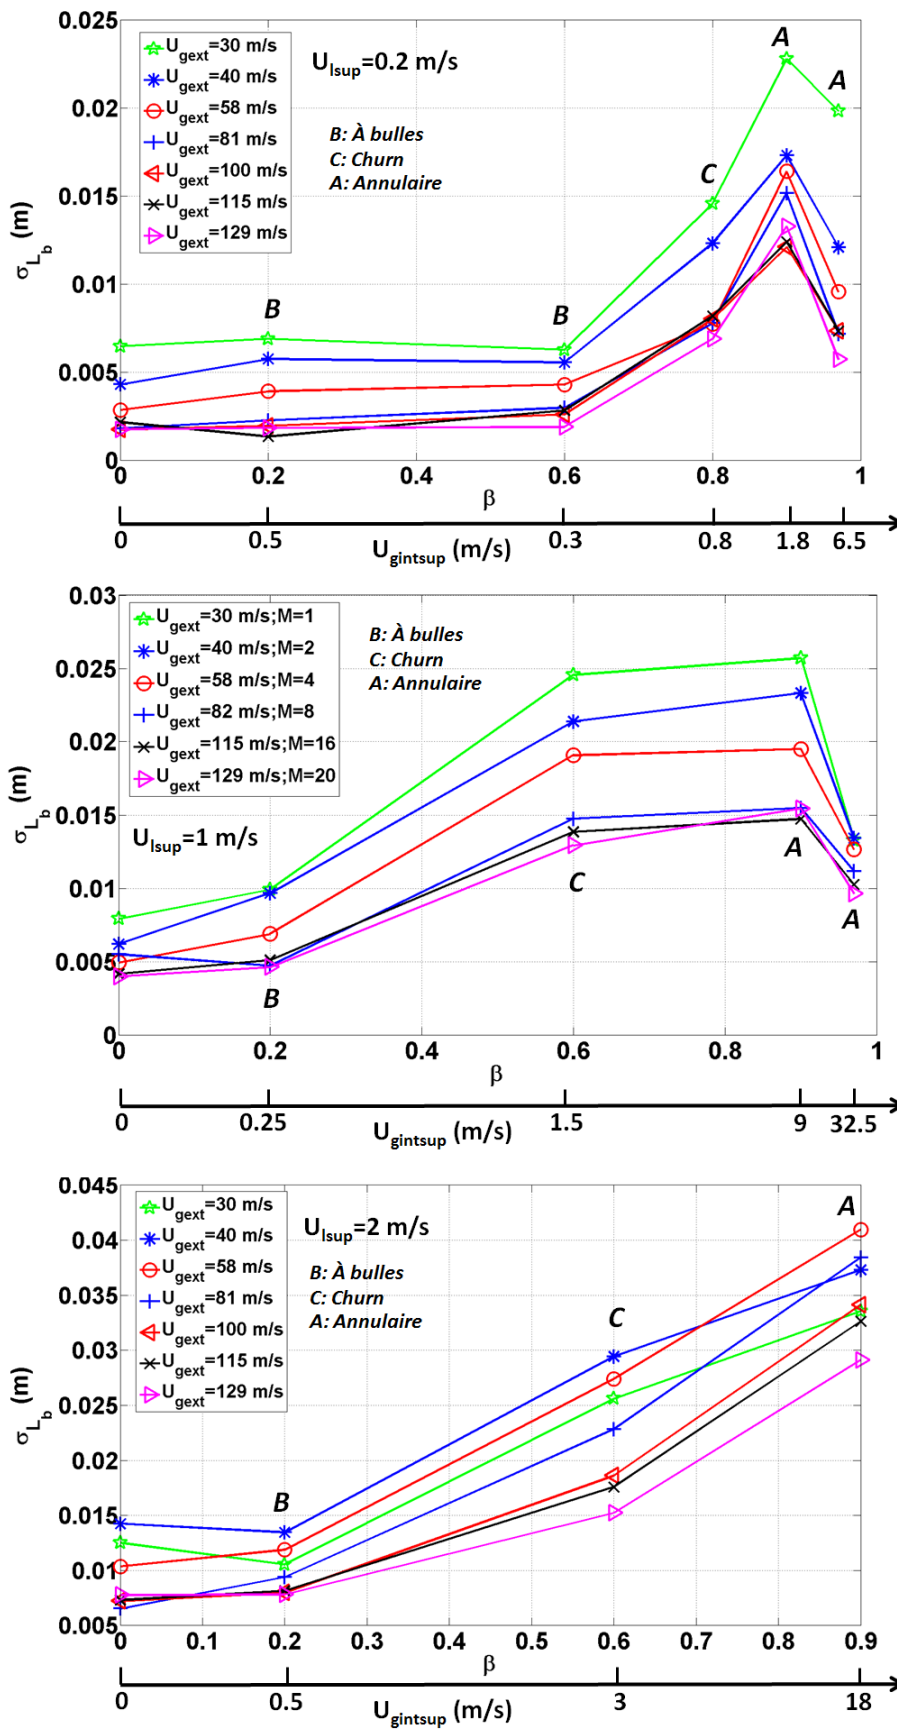 0.025
0.02
0.015
0.01
0.005
0
σ_Lb (m)
U_gext=30 m/s
U_gext=40 m/s
U_gext=58 m/s
U_gext=81 m/s
U_gext=100 m/s
U_gext=115 m/s
U_gext=129 m/s
U_lsup=0.2 m/s
B: À bulles
C: Churn
A: Annulaire
B
B
C
A
A
0 0.2 0.4 0.6 0.8 1
β
0 0.5 0.3 0.8 1.8 6.5
U_gintsup (m/s)
0.03
0.025
0.02
0.015
0.01
0.005
0
σ_Lb (m)
U_gext=30 m/s;M=1
U_gext=40 m/s;M=2
U_gext=58 m/s;M=4
U_gext=82 m/s;M=8
U_gext=115 m/s;M=16
U_gext=129 m/s;M=20
B: À bulles
C: Churn
A: Annulaire
U_lsup=1 m/s
B
C
A
A
0 0.2 0.4 0.6 0.8 1
β
0 0.25 1.5 9 32.5
U_gintsup (m/s)
0.045
0.04
0.035
0.03
0.025
0.02
0.015
0.01
0.005
σ_Lb (m)
U_gext=30 m/s
U_gext=40 m/s
U_gext=58 m/s
U_gext=81 m/s
U_gext=100 m/s
U_gext=115 m/s
U_gext=129 m/s
U_lsup=2 m/s
B: À bulles
C: Churn
A: Annulaire
B
C
A
0 0.1 0.2 0.3 0.4 0.5 0.6 0.7 0.8 0.9
β
0 0.5 3 18
U_gintsup (m/s)